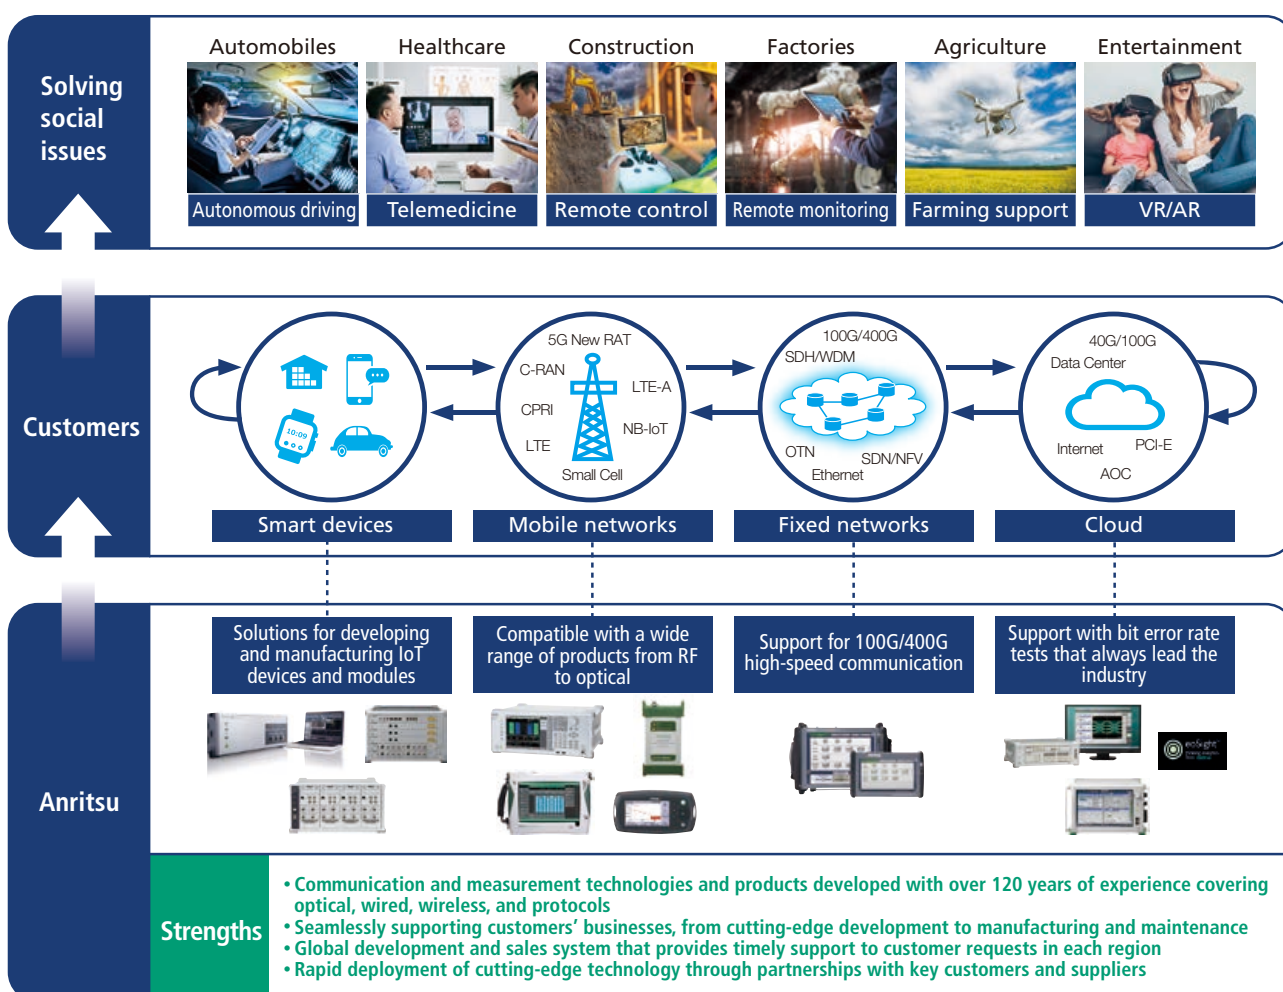 Solving
social
issues
Automobiles
Healthcare
Construction
Factories
Agriculture
Entertainment
Autonomous driving
Telemedicine
Remote control
Remote monitoring
Farming support
VR/AR
Customers
10:09
5G New RAT
C-RAN
LTE-A
CPRI
NB-IoT
LTE
Small Cell
100G/400G
SDH/WDM
OTN
SDN/NFV
Ethernet
40G/100G
Data Center
Internet
PCI-E
AOC
Smart devices
Mobile networks
Fixed networks
Cloud
Anritsu
Solutions for developing
and manufacturing IoT
devices and modules
Compatible with a wide
range of products from RF
to optical
Support for 100G/400G
high-speed communication
Support with bit error rate
tests that always lead the
industry
Strengths
• Communication and measurement technologies and products developed with over 120 years of experience covering
optical, wired, wireless, and protocols
• Seamlessly supporting customers' businesses, from cutting-edge development to manufacturing and maintenance
• Global development and sales system that provides timely support to customer requests in each region
• Rapid deployment of cutting-edge technology through partnerships with key customers and suppliers